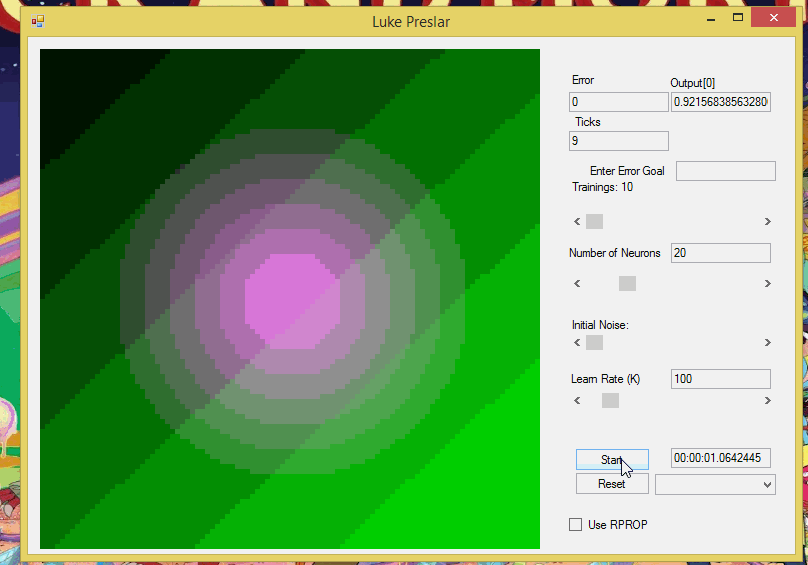 Luke Preslar
Error
Output[0]
0
0.92156838563280
Ticks
9
Enter Error Goal
Trainings: 10
Number of Neurons
20
Initial Noise:
Learn Rate (K)
100
Start
00:00:01.0642445
Reset
Use RPROP